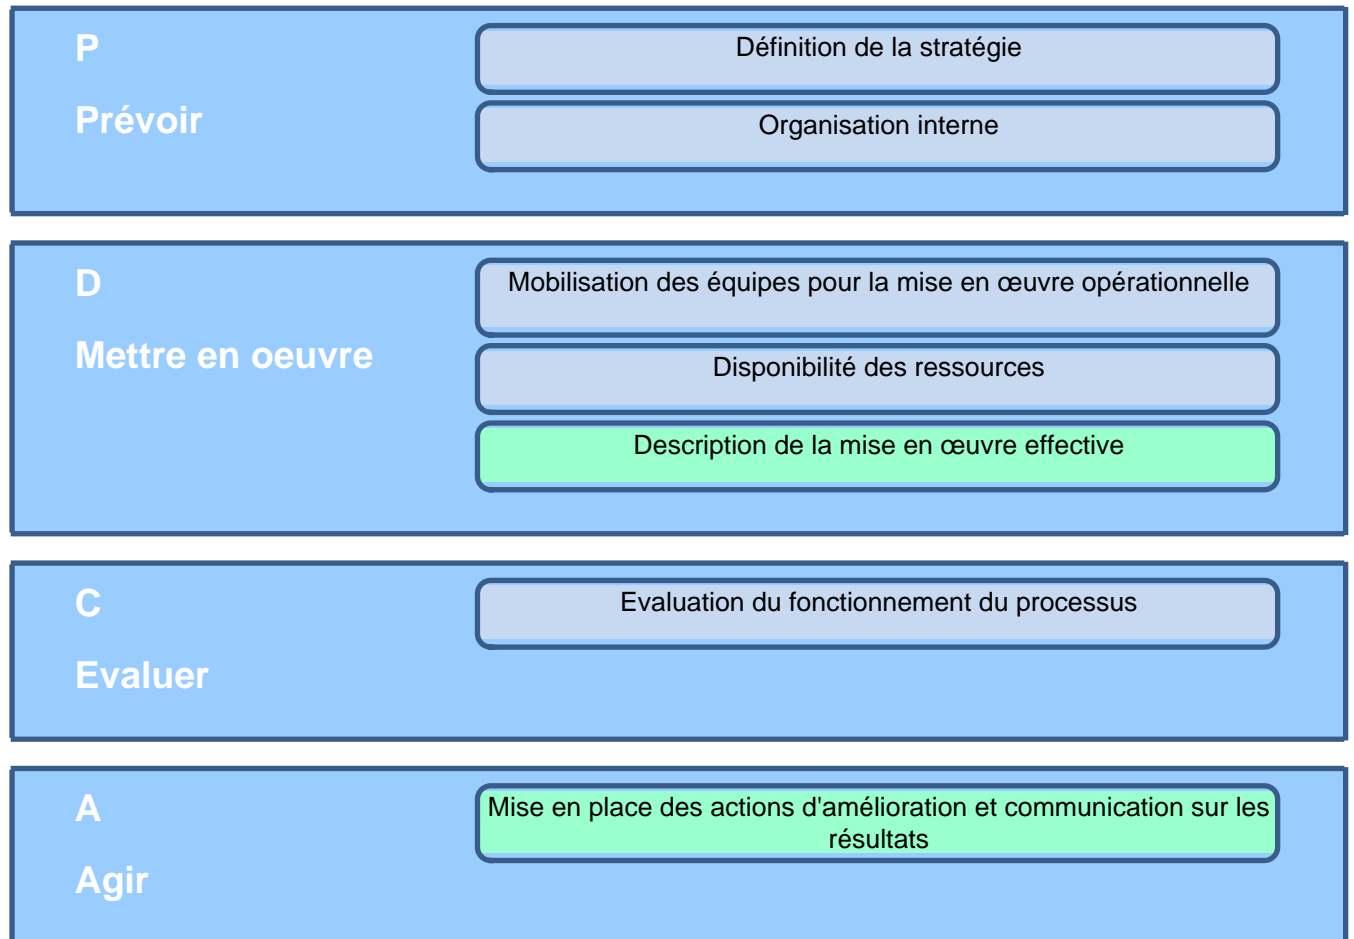 P
Prévoir
Définition de la stratégie
Organisation interne
D
Mettre en oeuvre
Mobilisation des équipes pour la mise en œuvre opérationnelle
Disponibilité des ressources
Description de la mise en œuvre effective
C
Evaluer
Evaluation du fonctionnement du processus
A
Agir
Mise en place des actions d'amélioration et communication sur les
résultats